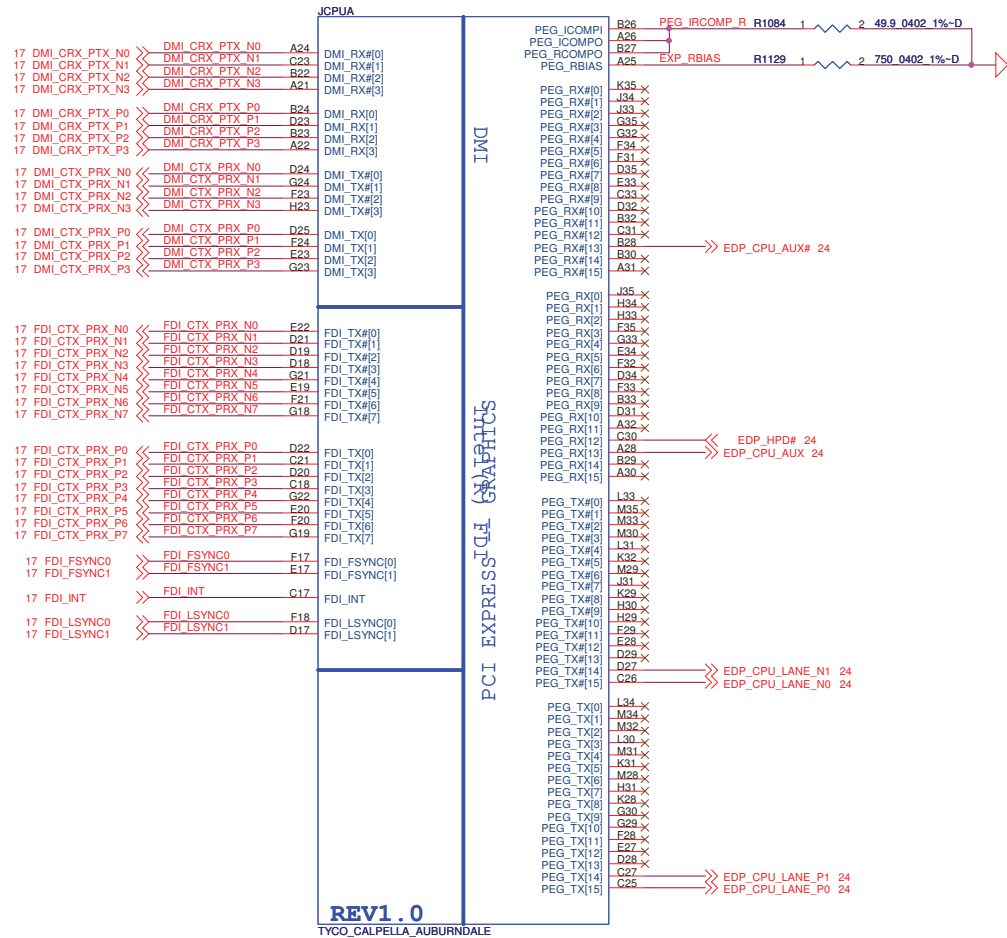 JCPUA
17 DMI_CRX_PTX_N0 DMI_CRX_PTX_N0 A24 DMI_RX#[0]
17 DMI_CRX_PTX_N1 DMI_CRX_PTX_N1 C23 DMI_RX#[1]
17 DMI_CRX_PTX_N2 DMI_CRX_PTX_N2 B22 DMI_RX#[2]
17 DMI_CRX_PTX_N3 DMI_CRX_PTX_N3 A21 DMI_RX#[3]
17 DMI_CRX_PTX_P0 DMI_CRX_PTX_P0 B24 DMI_RX[0]
17 DMI_CRX_PTX_P1 DMI_CRX_PTX_P1 D23 DMI_RX[1]
17 DMI_CRX_PTX_P2 DMI_CRX_PTX_P2 B23 DMI_RX[2]
17 DMI_CRX_PTX_P3 DMI_CRX_PTX_P3 A22 DMI_RX[3]
17 DMI_CTX_PRX_N0 DMI_CTX_PRX_N0 D24 DMI_TX#[0]
17 DMI_CTX_PRX_N1 DMI_CTX_PRX_N1 G24 DMI_TX#[1]
17 DMI_CTX_PRX_N2 DMI_CTX_PRX_N2 F23 DMI_TX#[2]
17 DMI_CTX_PRX_N3 DMI_CTX_PRX_N3 H23 DMI_TX#[3]
17 DMI_CTX_PRX_P0 DMI_CTX_PRX_P0 D25 DMI_TX[0]
17 DMI_CTX_PRX_P1 DMI_CTX_PRX_P1 F24 DMI_TX[1]
17 DMI_CTX_PRX_P2 DMI_CTX_PRX_P2 E23 DMI_TX[2]
17 DMI_CTX_PRX_P3 DMI_CTX_PRX_P3 G23 DMI_TX[3]
17 FDI_CTX_PRX_N0 FDI_CTX_PRX_N0 E22 FDI_TX#[0]
17 FDI_CTX_PRX_N1 FDI_CTX_PRX_N1 D21 FDI_TX#[1]
17 FDI_CTX_PRX_N2 FDI_CTX_PRX_N2 D19 FDI_TX#[2]
17 FDI_CTX_PRX_N3 FDI_CTX_PRX_N3 D18 FDI_TX#[3]
17 FDI_CTX_PRX_N4 FDI_CTX_PRX_N4 G21 FDI_TX#[4]
17 FDI_CTX_PRX_N5 FDI_CTX_PRX_N5 E19 FDI_TX#[5]
17 FDI_CTX_PRX_N6 FDI_CTX_PRX_N6 F21 FDI_TX#[6]
17 FDI_CTX_PRX_N7 FDI_CTX_PRX_N7 G18 FDI_TX#[7]
17 FDI_CTX_PRX_P0 FDI_CTX_PRX_P0 D22 FDI_TX[0]
17 FDI_CTX_PRX_P1 FDI_CTX_PRX_P1 C21 FDI_TX[1]
17 FDI_CTX_PRX_P2 FDI_CTX_PRX_P2 D20 FDI_TX[2]
17 FDI_CTX_PRX_P3 FDI_CTX_PRX_P3 C18 FDI_TX[3]
17 FDI_CTX_PRX_P4 FDI_CTX_PRX_P4 G22 FDI_TX[4]
17 FDI_CTX_PRX_P5 FDI_CTX_PRX_P5 E20 FDI_TX[5]
17 FDI_CTX_PRX_P6 FDI_CTX_PRX_P6 F20 FDI_TX[6]
17 FDI_CTX_PRX_P7 FDI_CTX_PRX_P7 G19 FDI_TX[7]
17 FDI_FSYNC0 FDI_FSYNC0 F17 FDI_FSYNC[0]
17 FDI_FSYNC1 FDI_FSYNC1 E17 FDI_FSYNC[1]
17 FDI_INT FDI_INT C17 FDI_INT
17 FDI_LSYNC0 FDI_LSYNC0 F18 FDI_LSYNC[0]
17 FDI_LSYNC1 FDI_LSYNC1 D17 FDI_LSYNC[1]
DMI
Intel(R) FDI
PCI EXPRESS -- GRAPHICS
PEG_ICOMPI B26 PEG_IRCOMP_R R1084 1 2 49.9_0402_1%~D
PEG_ICOMPO A26
PEG_RCOMPO B27
PEG_RBIAS A25 EXP_RBIAS R1129 1 2 750_0402_1%~D
PEG_RX#[0] K35
PEG_RX#[1] J34
PEG_RX#[2] J33
PEG_RX#[3] G35
PEG_RX#[4] G32
PEG_RX#[5] F34
PEG_RX#[6] F31
PEG_RX#[7] D35
PEG_RX#[8] E33
PEG_RX#[9] C33
PEG_RX#[10] D32
PEG_RX#[11] B32
PEG_RX#[12] C31
PEG_RX#[13] B28 EDP_CPU_AUX# 24
PEG_RX#[14] B30
PEG_RX#[15] A31
PEG_RX[0] J35
PEG_RX[1] H34
PEG_RX[2] H33
PEG_RX[3] F35
PEG_RX[4] G33
PEG_RX[5] E34
PEG_RX[6] F32
PEG_RX[7] D34
PEG_RX[8] F33
PEG_RX[9] B33
PEG_RX[10] D31
PEG_RX[11] A32
PEG_RX[12] C30 EDP_HPD# 24
PEG_RX[13] A28 EDP_CPU_AUX 24
PEG_RX[14] B29
PEG_RX[15] A30
PEG_TX#[0] L33
PEG_TX#[1] M35
PEG_TX#[2] M33
PEG_TX#[3] M30
PEG_TX#[4] L31
PEG_TX#[5] K32
PEG_TX#[6] M29
PEG_TX#[7] J31
PEG_TX#[8] K29
PEG_TX#[9] H30
PEG_TX#[10] H29
PEG_TX#[11] F29
PEG_TX#[12] E28
PEG_TX#[13] D29
PEG_TX#[14] D27 EDP_CPU_LANE_N1 24
PEG_TX#[15] C26 EDP_CPU_LANE_N0 24
PEG_TX[0] L34
PEG_TX[1] M34
PEG_TX[2] M32
PEG_TX[3] L30
PEG_TX[4] M31
PEG_TX[5] K31
PEG_TX[6] M28
PEG_TX[7] H31
PEG_TX[8] K28
PEG_TX[9] G30
PEG_TX[10] G29
PEG_TX[11] F28
PEG_TX[12] E27
PEG_TX[13] D28
PEG_TX[14] C27 EDP_CPU_LANE_P1 24
PEG_TX[15] C25 EDP_CPU_LANE_P0 24
REV1.0
TYCO_CALPELLA_AUBURNDALE